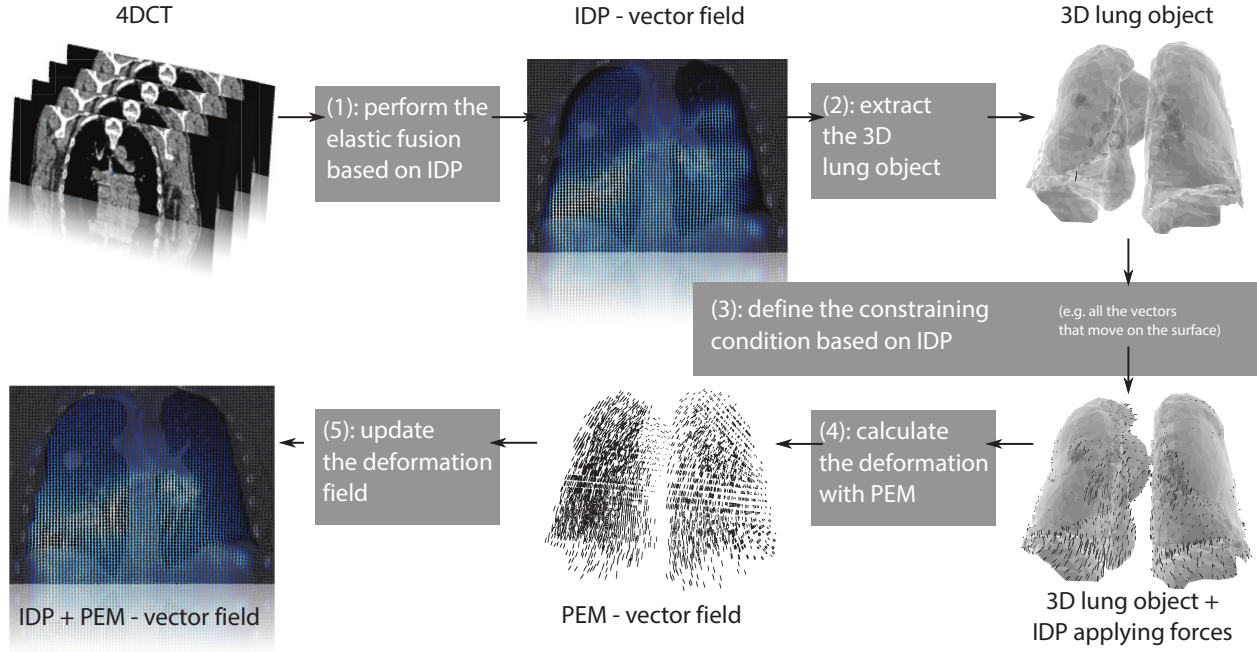 4DCT
IDP - vector field
3D lung object
(1): perform the
elastic fusion
based on IDP
(2): extract
the 3D
lung object
(3): define the constraining
condition based on IDP
(e.g. all the vectors
that move on the surface)
(5): update
the deformation
field
(4): calculate
the deformation
with PEM
IDP + PEM - vector field
PEM - vector field
3D lung object +
IDP applying forces